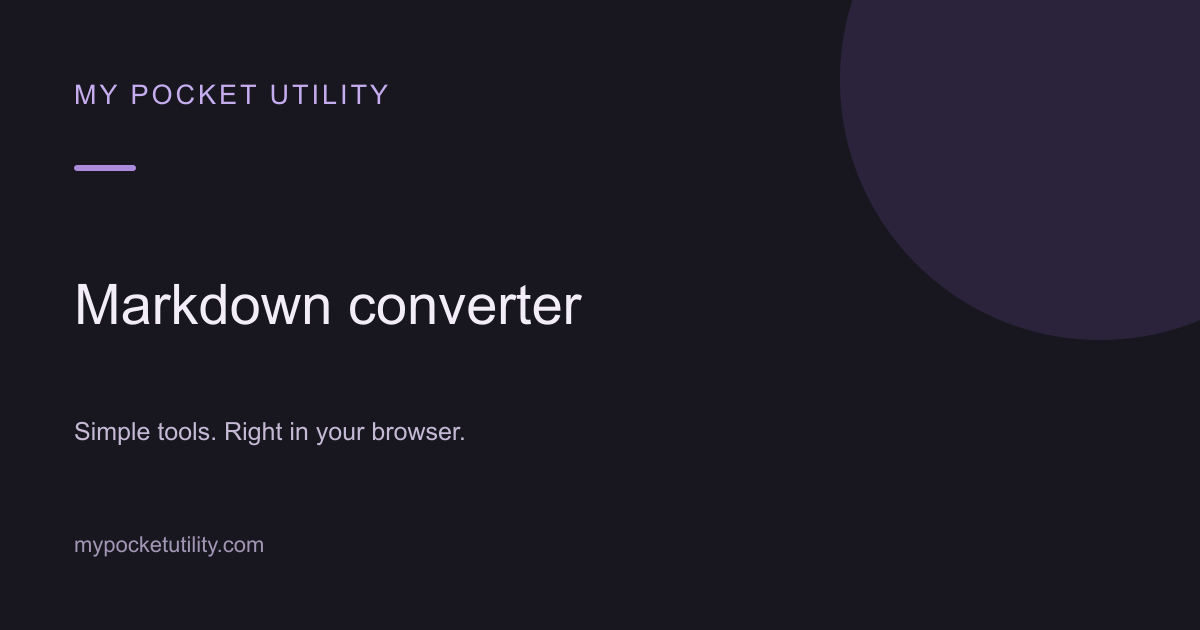 MY POCKET UTILITY
Markdown converter
Simple tools. Right in your browser.
mypocketutility.com